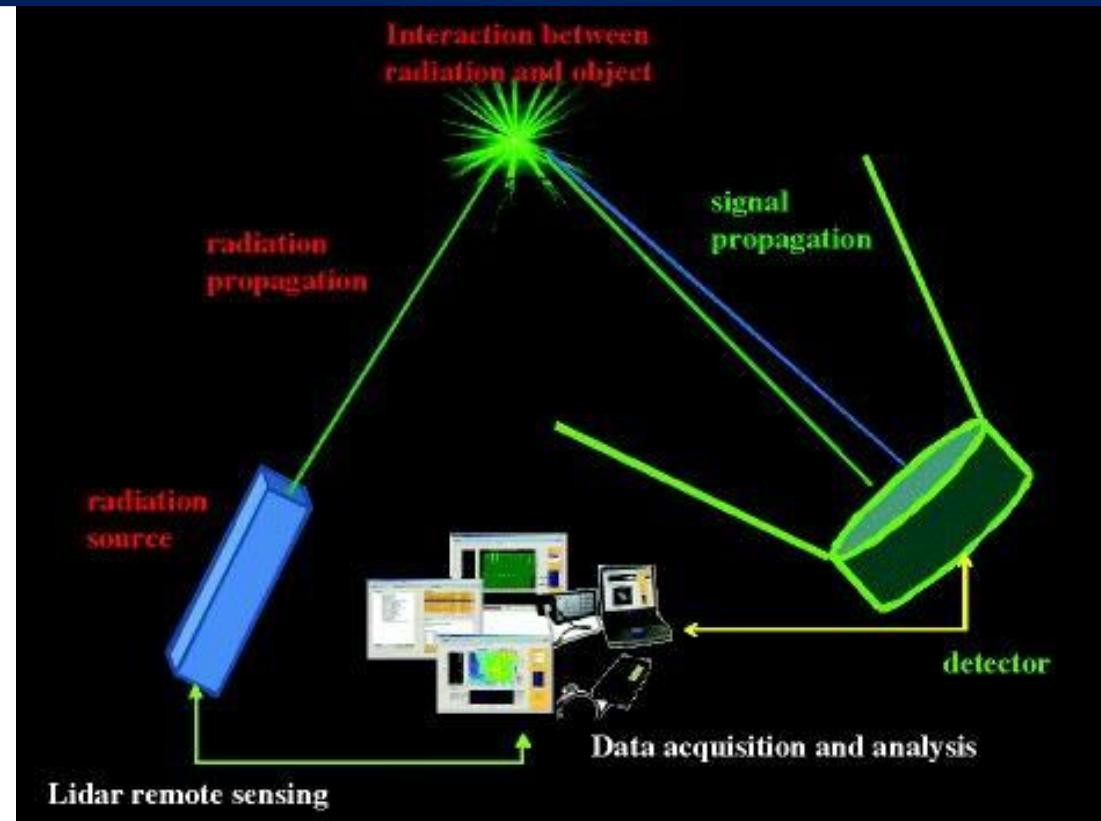 Interaction between
radiation and object
signal
propagation
radiation
propagation
radiation
source
detector
Data acquisition and analysis
Lidar remote sensing